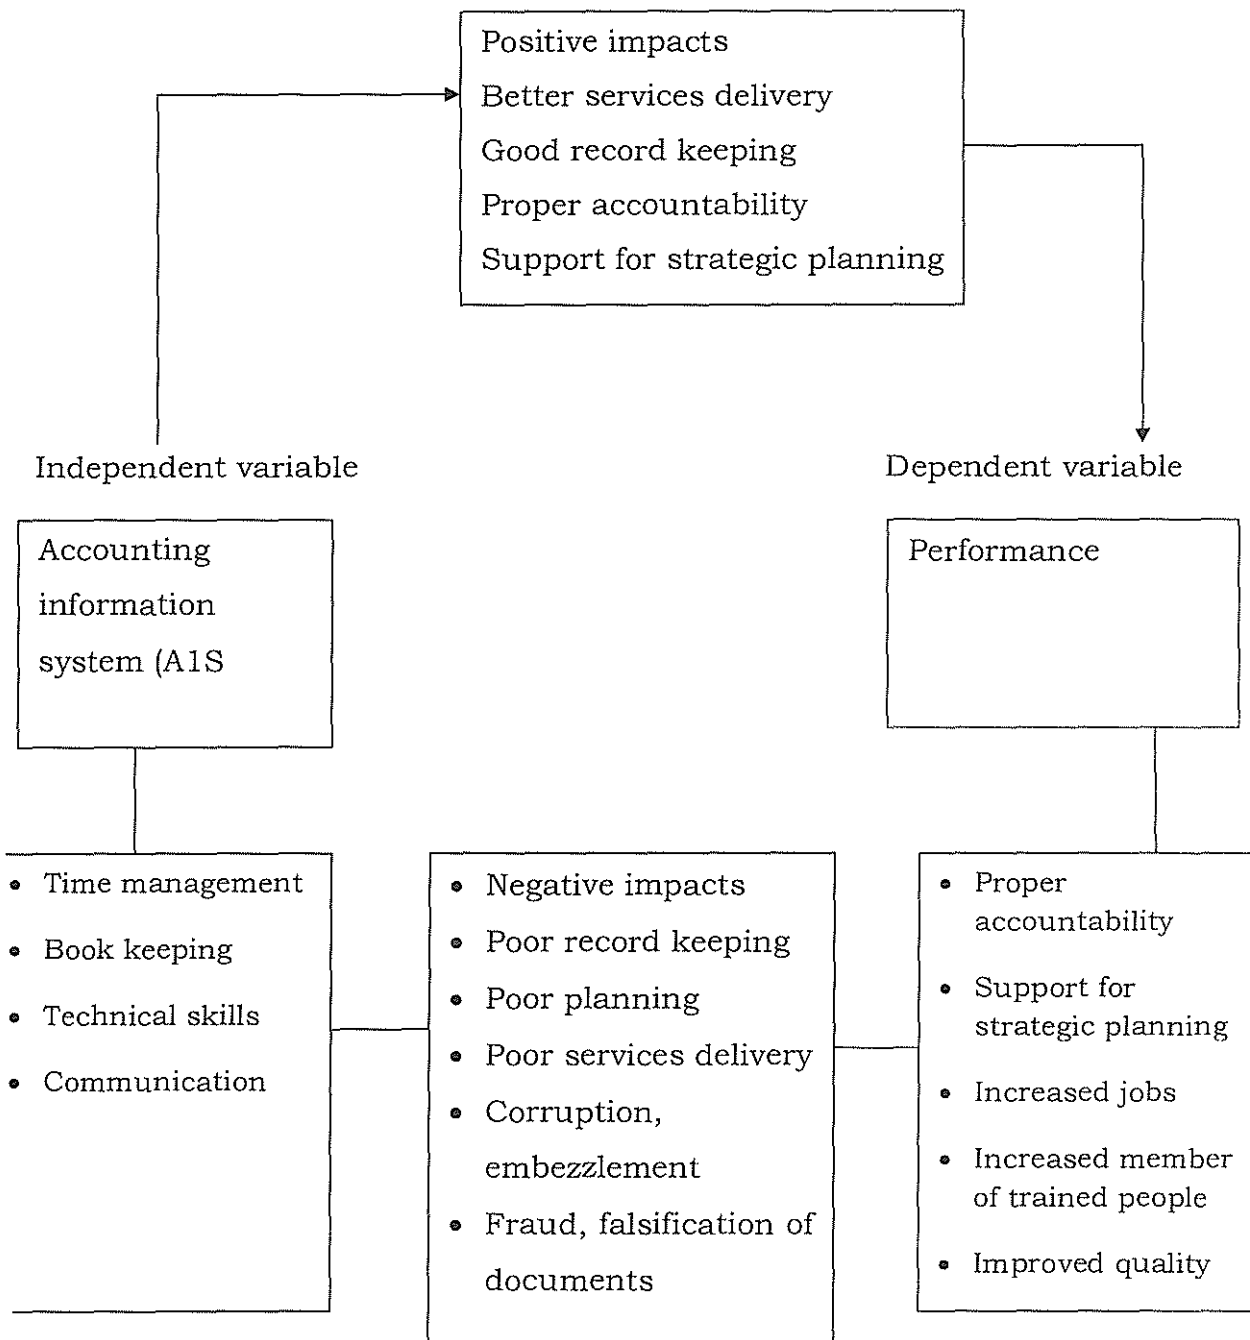 Positive impacts
Better services delivery
Good record keeping
Proper accountability
Support for strategic planning
Independent variable
Dependent variable
Accounting
information
system (A1S
Performance
• Time management
• Book keeping
• Technical skills
• Communication
• Negative impacts
• Poor record keeping
• Poor planning
• Poor services delivery
• Corruption,
embezzlement
• Fraud, falsification of
documents
• Proper
accountability
• Support for
strategic planning
• Increased jobs
• Increased member
of trained people
• Improved quality